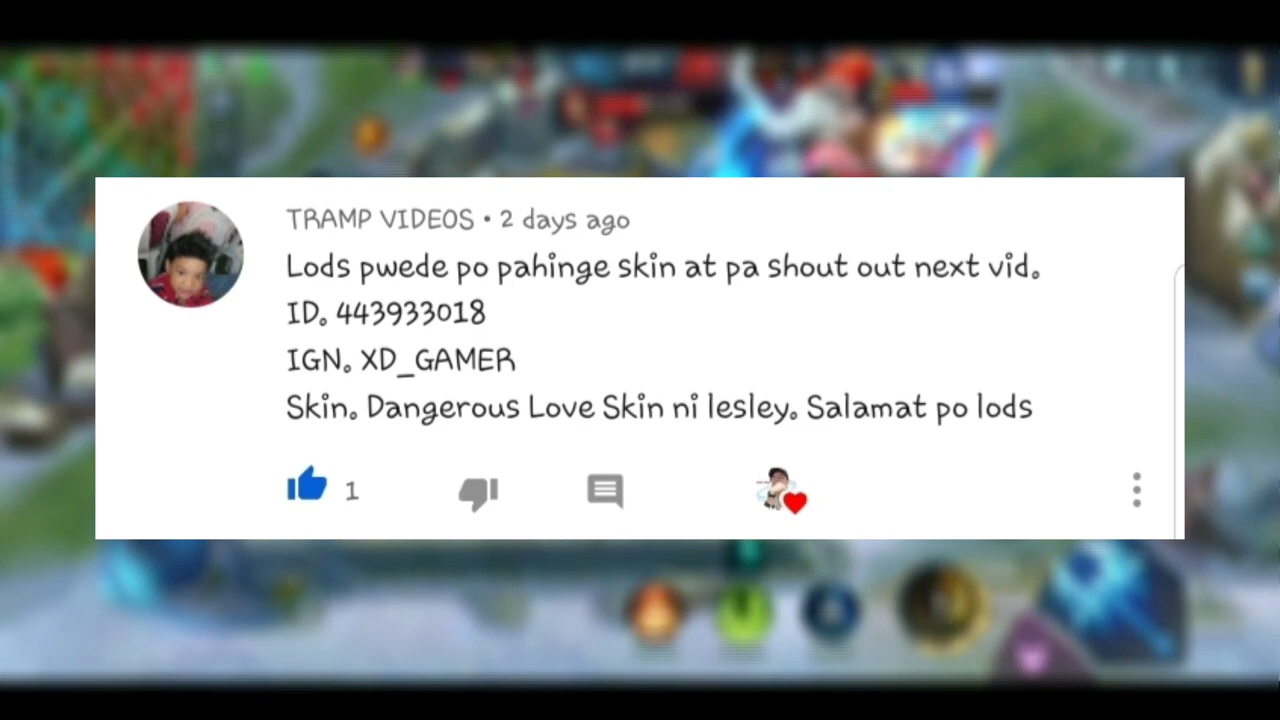 TRAMP VIDEOS • 2 days ago
Lods pwede po pahinge skin at pa shout out next vid.
ID. 443933018
IGN. XD_GAMER
Skin. Dangerous Love Skin ni lesley. Salamat po lods
1